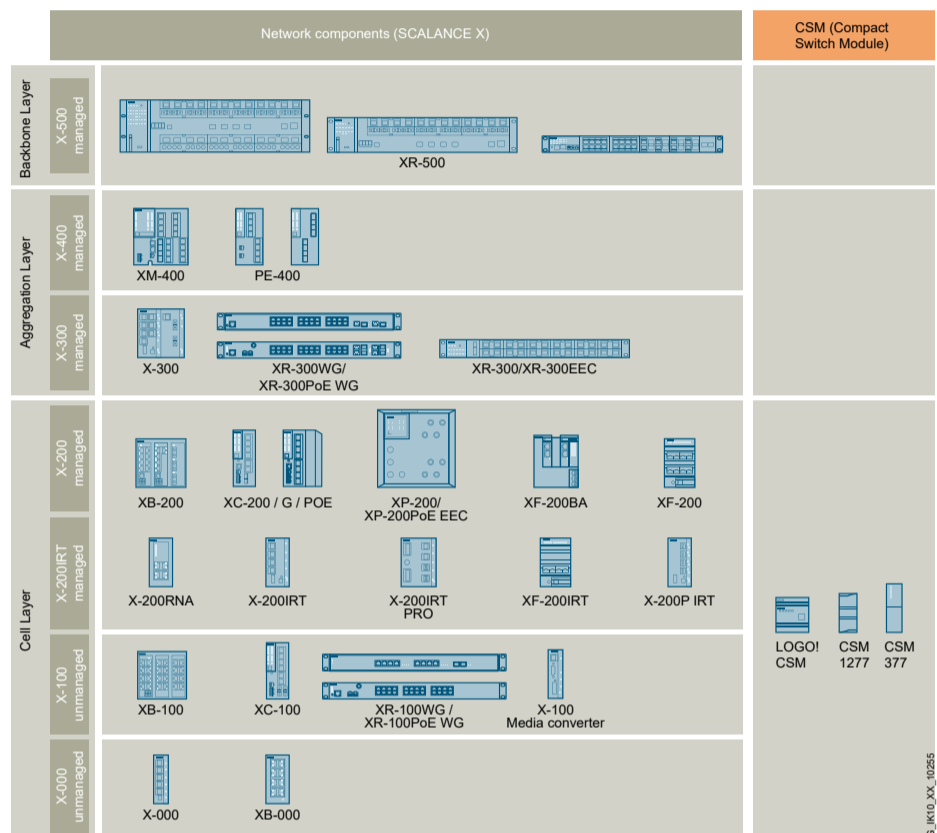 Network components (SCALANCE X)
CSM (Compact
Switch Module)
Backbone Layer
X-500
managed
XR-500
Aggregation Layer
X-400
managed
XM-400
PE-400
X-300
managed
X-300
XR-300WG/
XR-300PoE WG
XR-300/XR-300EEC
Cell Layer
X-200
managed
XB-200
XC-200 / G / POE
XP-200/
XP-200PoE EEC
XF-200BA
XF-200
X-200IRT
managed
X-200RNA
X-200IRT
X-200IRT
PRO
XF-200IRT
X-200P IRT
LOGO!
CSM
CSM
1277
CSM
377
X-100
unmanaged
XB-100
XC-100
XR-100WG /
XR-100PoE WG
X-100
Media converter
X-000
unmanaged
X-000
XB-000
S_IK10_XX_10255